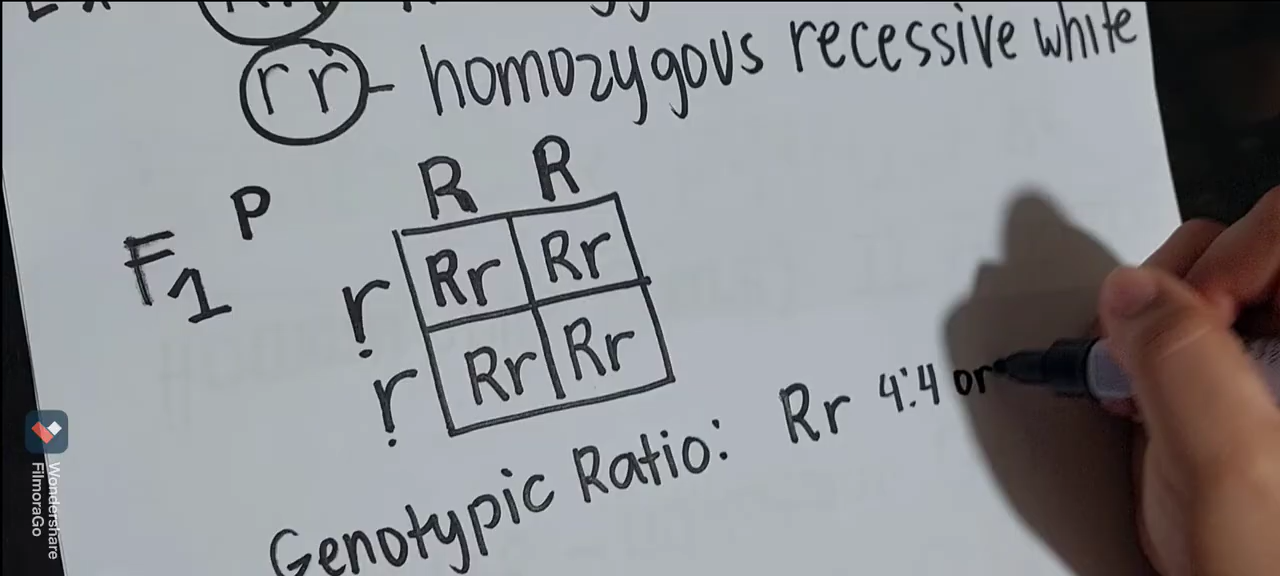 rr - homozygous recessive white
P
F1
R R
r Rr Rr
r Rr Rr
Genotypic Ratio: Rr 4:4 or
Wondershare
FilmoraGo